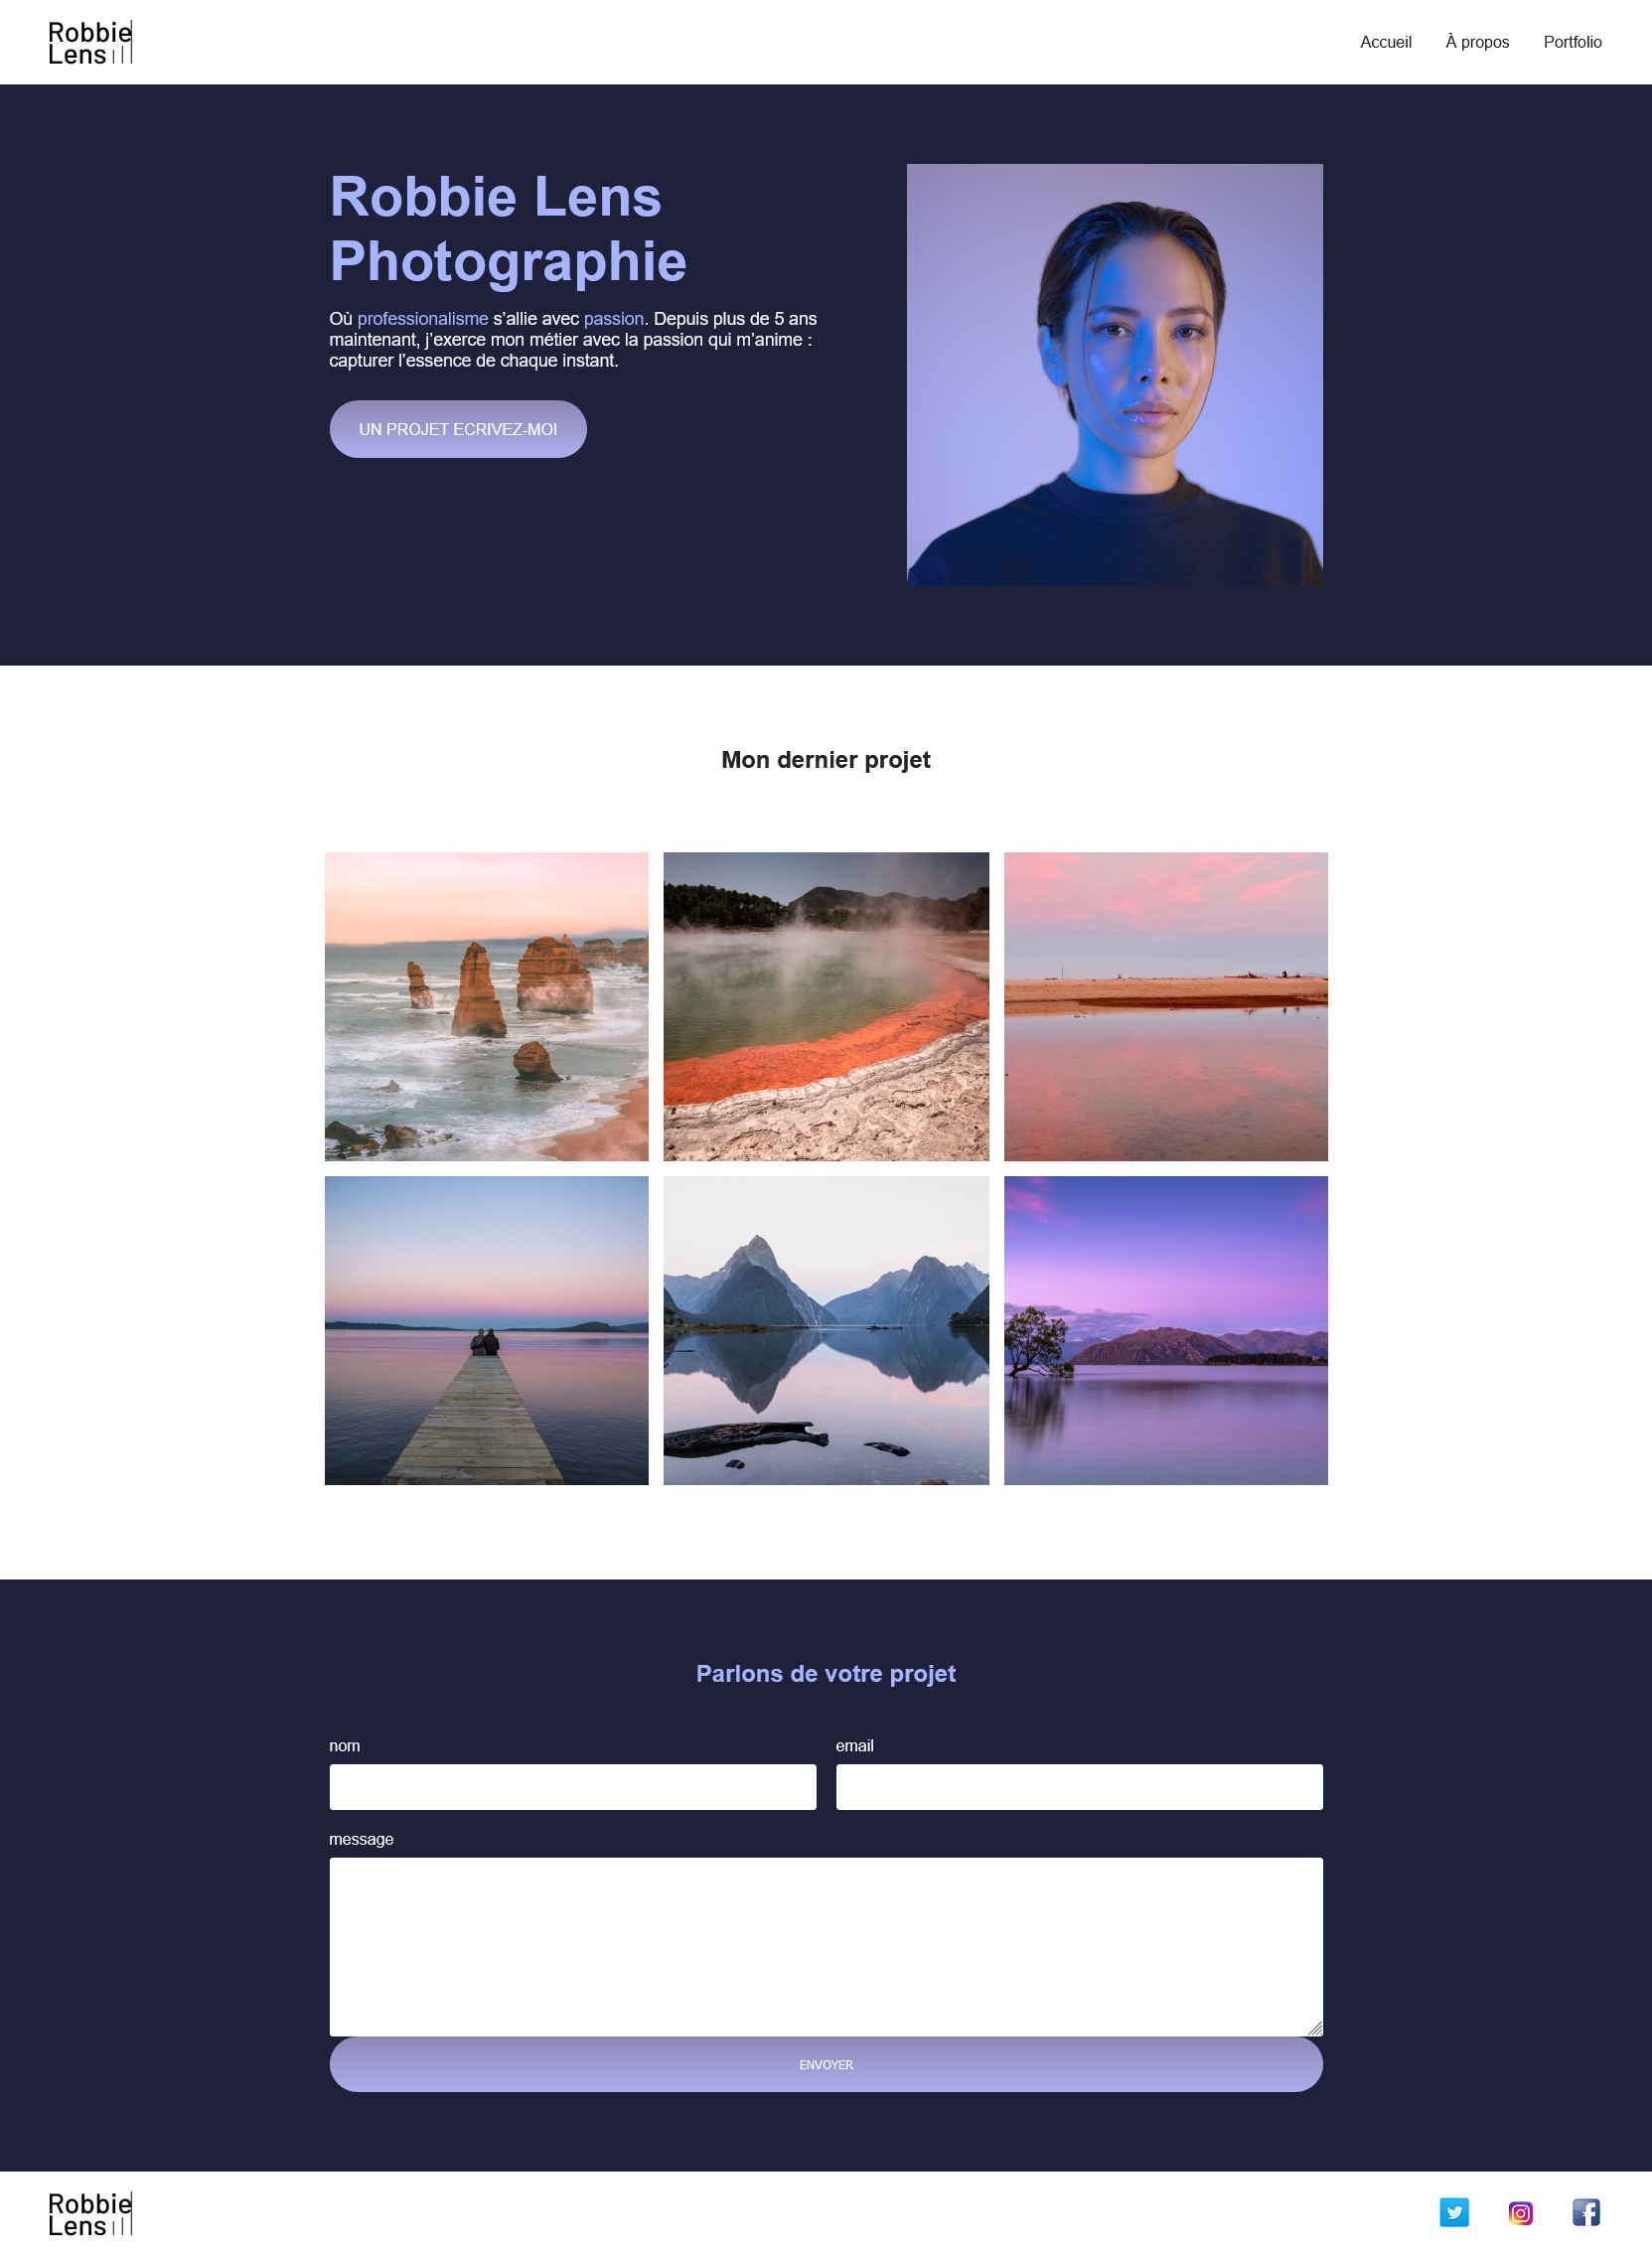 Robbie
Lens
Accueil À propos Portfolio
Robbie Lens
Photographie
Où professionalisme s’allie avec passion. Depuis plus de 5 ans
maintenant, j’exerce mon métier avec la passion qui m’anime :
capturer l’essence de chaque instant.
UN PROJET ECRIVEZ-MOI
Mon dernier projet
Parlons de votre projet
nom email
message
ENVOYER
Robbie
Lens